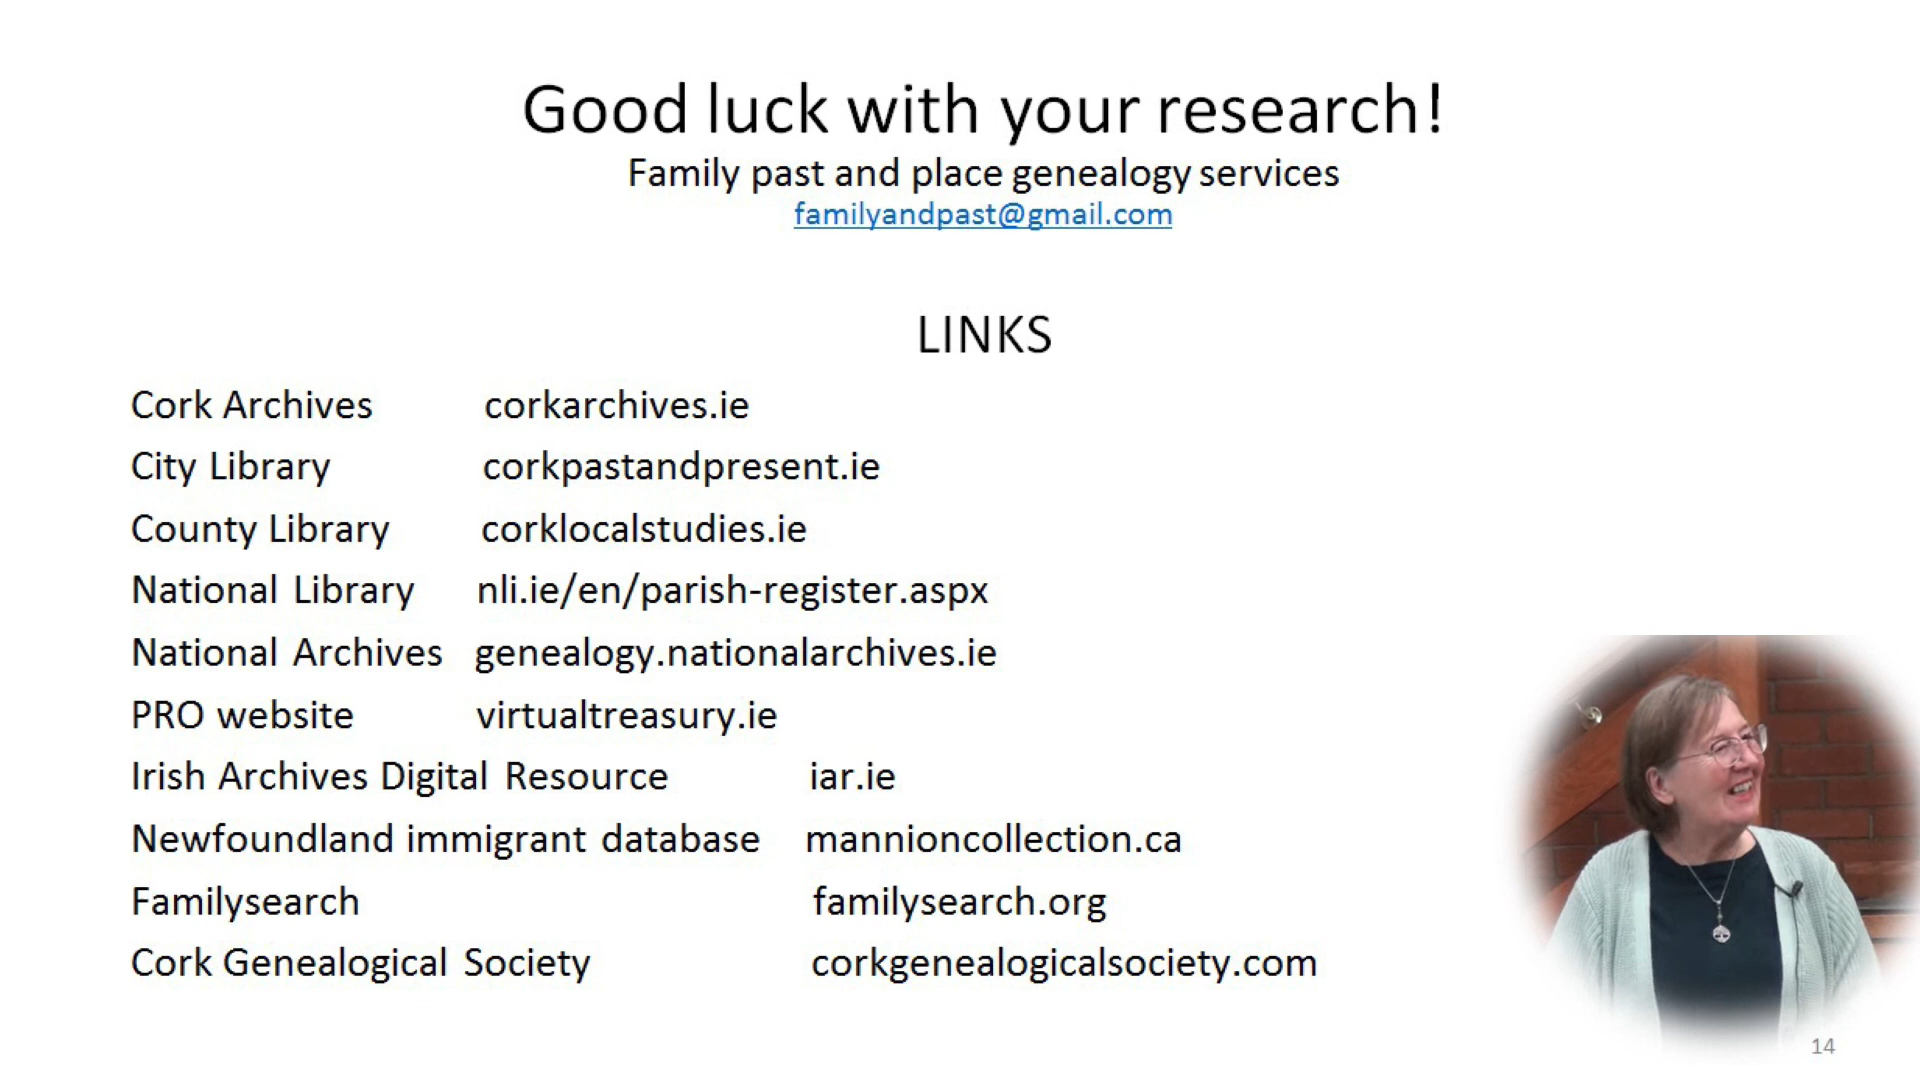 Good luck with your research!
Family past and place genealogy services
familyandpast@gmail.com
LINKS
Cork Archives corkarchives.ie
City Library corkpastandpresent.ie
County Library corklocalstudies.ie
National Library nli.ie/en/parish-register.aspx
National Archives genealogy.nationalarchives.ie
PRO website virtualtreasury.ie
Irish Archives Digital Resource iar.ie
Newfoundland immigrant database mannioncollection.ca
Familysearch familysearch.org
Cork Genealogical Society corkgenealogicalsociety.com
14